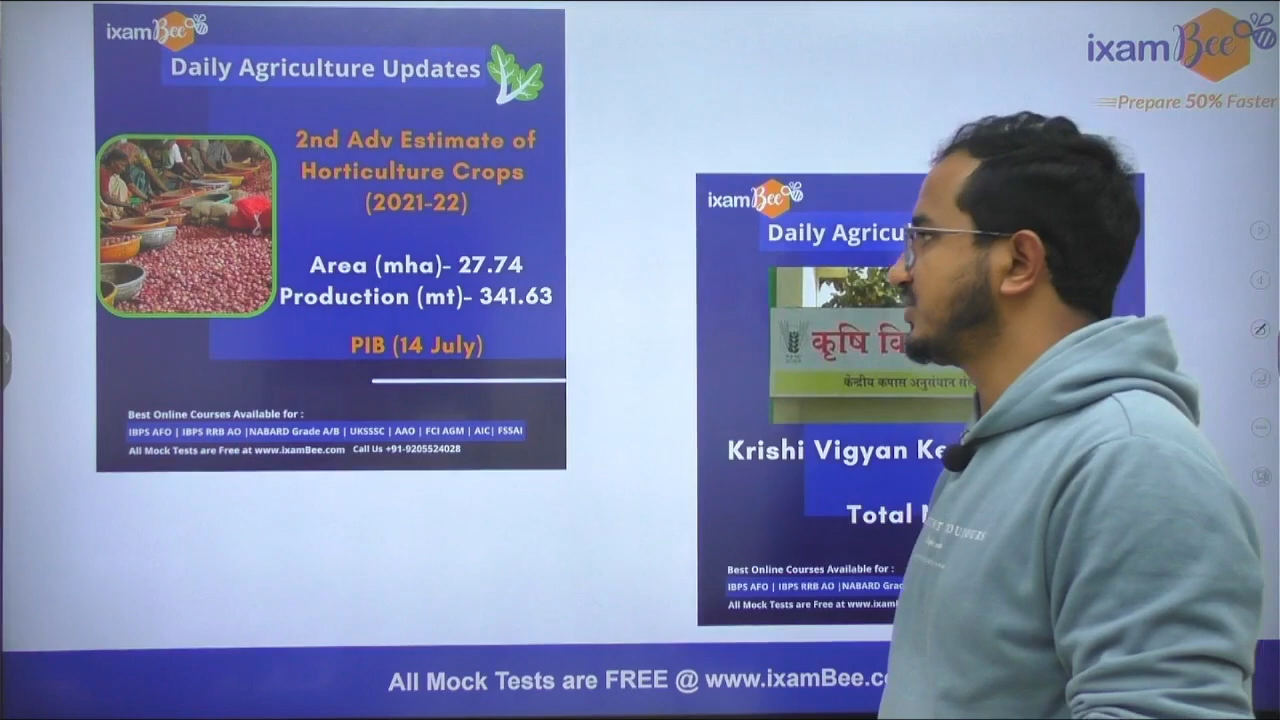 ixamBee
Daily Agriculture Updates
2nd Adv Estimate of
Horticulture Crops
(2021-22)
Area (mha)- 27.74
Production (mt)- 341.63
PIB (14 July)
Best Online Courses Available for :
IBPS AFO | IBPS RRB AO |NABARD Grade A/B | UKSSSC | AAO | FCI AGM | AIC| FSSAI
All Mock Tests are Free at www.ixamBee.com Call Us +91-9205524028
ixamBee
Prepare 50% Faster
ixamBee
Daily Agricu
कृषि वि
केंद्रीय कपास अनुसंधान
Krishi Vigyan Ke
Total
Best Online Courses Available for :
IBPS AFO | IBPS RRB AO |NABARD Grad
All Mock Tests are Free at www.ixam
All Mock Tests are FREE @ www.ixamBee.c